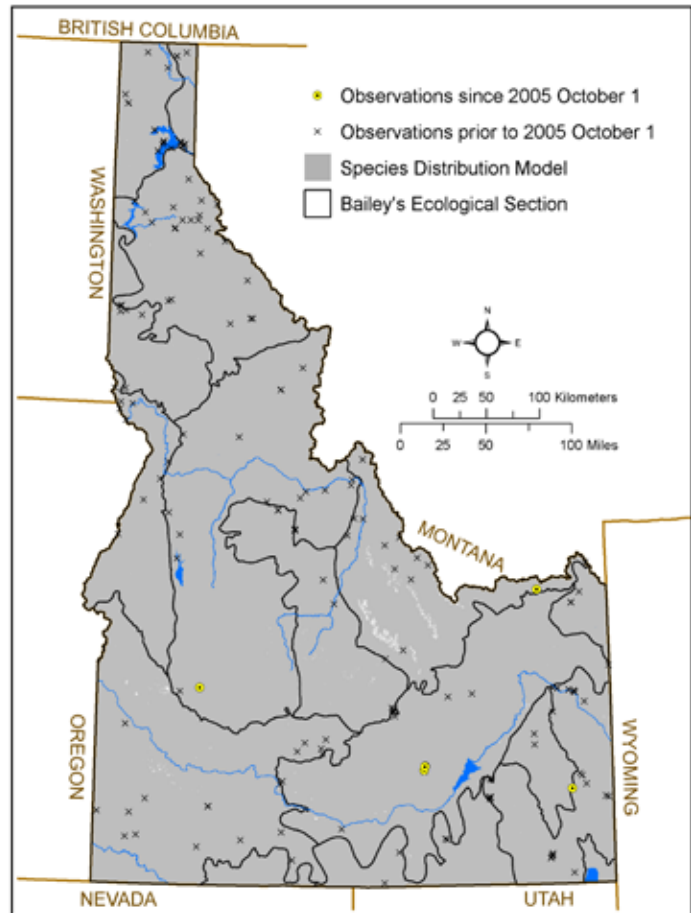 BRITISH COLUMBIA
Observations since 2005 October 1
Observations prior to 2005 October 1
Species Distribution Model
Bailey's Ecological Section
WASHINGTON
N
W E
S
0 25 50 100 Kilometers
0 25 50 100 Miles
MONTANA
OREGON
WYOMING
NEVADA
UTAH